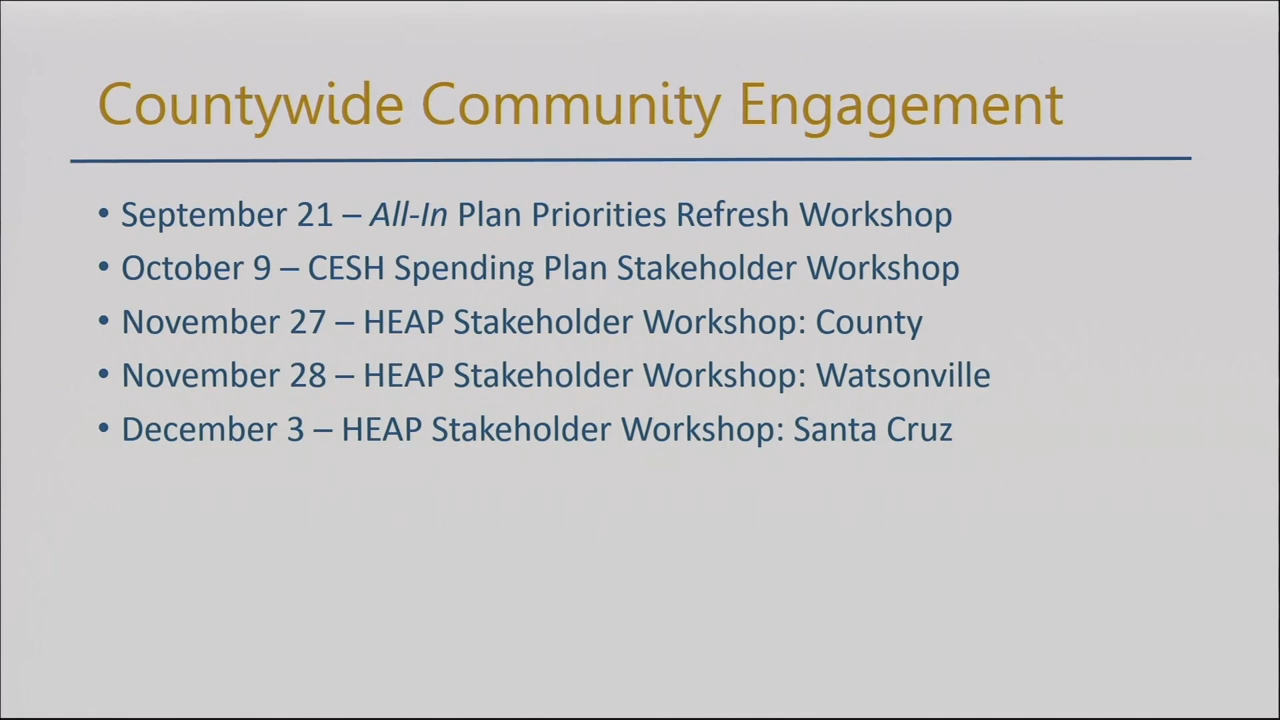 Countywide Community Engagement
• September 21 – All-In Plan Priorities Refresh Workshop
• October 9 – CESH Spending Plan Stakeholder Workshop
• November 27 – HEAP Stakeholder Workshop: County
• November 28 – HEAP Stakeholder Workshop: Watsonville
• December 3 – HEAP Stakeholder Workshop: Santa Cruz